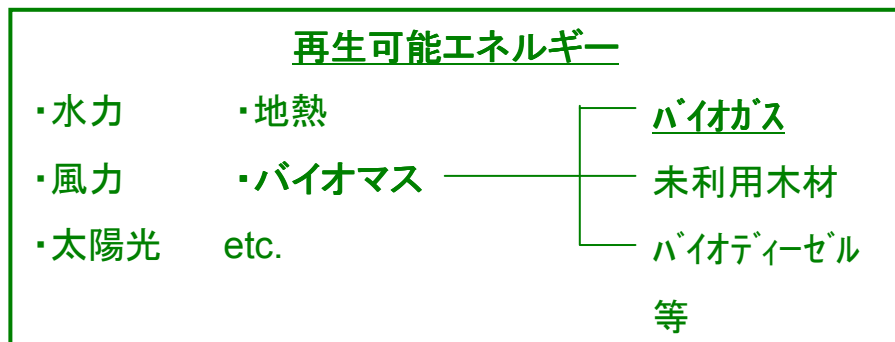 再生可能エネルギー
・水力 ・地熱 バイオガス
・風力 ・バイオマス 未利用木材
・太陽光 etc. バイオディーゼル
等